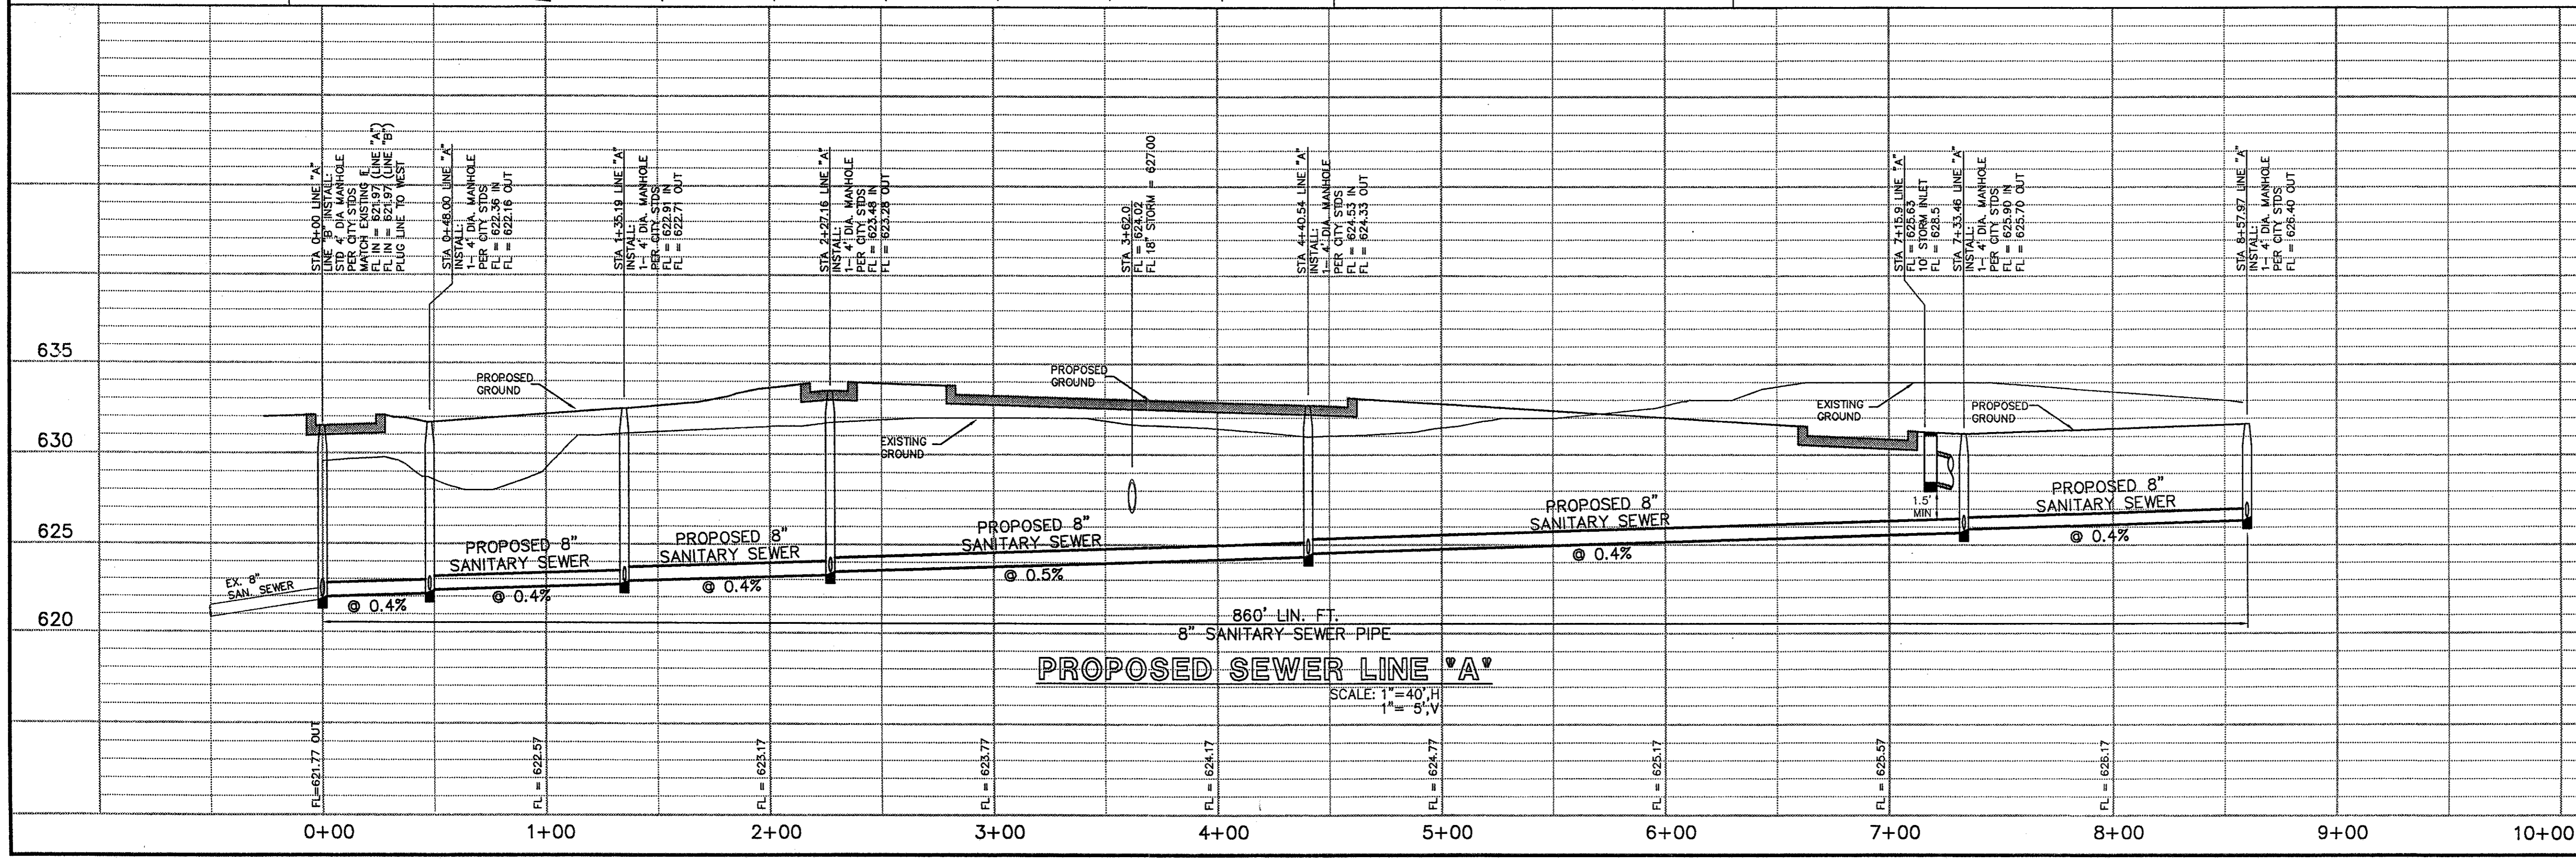 STA 0+00 LINE "A"
LINE "B" INSTALL:
STD 4' DIA MANHOLE
PER CITY STDS
MATCH EXISTING
FL IN = 621.97 (LINE "A")
FL IN = 621.97 (LINE "B")
PLUG LINE TO WEST
STA 0+48.00 LINE "A"
INSTALL:
1- 4' DIA. MANHOLE
PER CITY STDS
FL = 622.36 IN
FL = 622.16 OUT
STA 1+35.19 LINE "A"
INSTALL:
1- 4' DIA. MANHOLE
PER CITY STDS
FL = 622.91 IN
FL = 622.71 OUT
STA 2+27.16 LINE "A"
INSTALL:
1- 4' DIA. MANHOLE
PER CITY STDS
FL = 623.48 IN
FL = 623.28 OUT
STA 3+62.0
FL = 624.02
FL 18" STORM = 627.00
STA 4+40.54 LINE "A"
INSTALL:
1- 4' DIA. MANHOLE
PER CITY STDS
FL = 624.53 IN
FL = 624.33 OUT
STA 7+15.9 LINE "A"
FL = 625.63
10' STORM INLET
FL = 628.5
STA 7+33.46 LINE "A"
INSTALL:
1- 4' DIA. MANHOLE
PER CITY STDS
FL = 625.90 IN
FL = 625.70 OUT
STA 8+57.97 LINE "A"
INSTALL:
1- 4' DIA. MANHOLE
PER CITY STDS
FL = 626.40 OUT
635
630
625
620
PROPOSED
GROUND
PROPOSED
GROUND
EXISTING
GROUND
EXISTING
GROUND
PROPOSED
GROUND
1.5'
MIN
EX. 8"
SAN. SEWER
@ 0.4%
PROPOSED 8"
SANITARY SEWER
@ 0.4%
PROPOSED 8"
SANITARY SEWER
@ 0.4%
PROPOSED 8"
SANITARY SEWER
@ 0.5%
PROPOSED 8"
SANITARY SEWER
@ 0.4%
PROPOSED 8"
SANITARY SEWER
@ 0.4%
860' LIN. FT.
8" SANITARY SEWER PIPE
PROPOSED SEWER LINE "A"
SCALE: 1"=40',H
1"= 5',V
FL=621.77 OUT
FL = 622.57
FL = 623.17
FL = 623.77
FL = 624.17
FL = 624.77
FL = 625.17
FL = 625.57
FL = 626.17
0+00
1+00
2+00
3+00
4+00
5+00
6+00
7+00
8+00
9+00
10+00